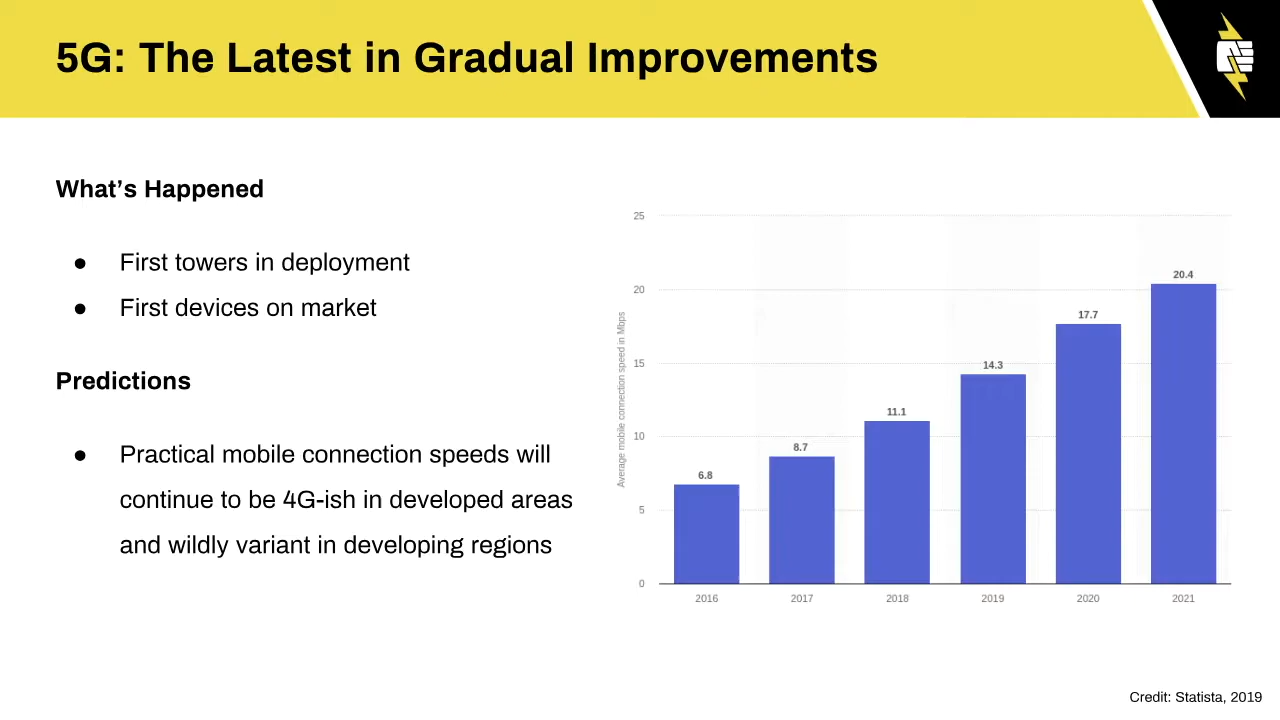 5G: The Latest in Gradual Improvements
What’s Happened
● First towers in deployment
● First devices on market
Predictions
● Practical mobile connection speeds will
continue to be 4G-ish in developed areas
and wildly variant in developing regions
Average mobile connection speed in Mbps
25
20
15
10
5
0
6.8
8.7
11.1
14.3
17.7
20.4
2016
2017
2018
2019
2020
2021
Credit: Statista, 2019